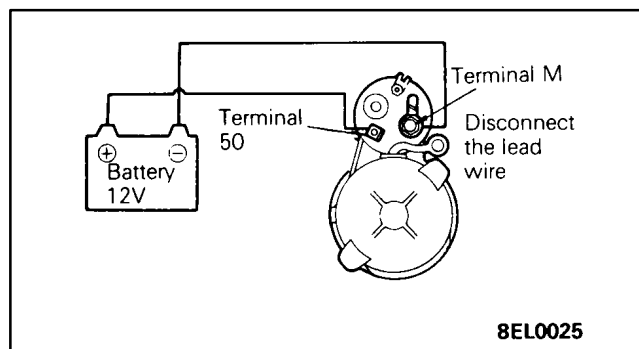 Terminal M
Terminal
50
Disconnect
the lead
wire
⊕ ⊖
Battery
12V
8EL0025